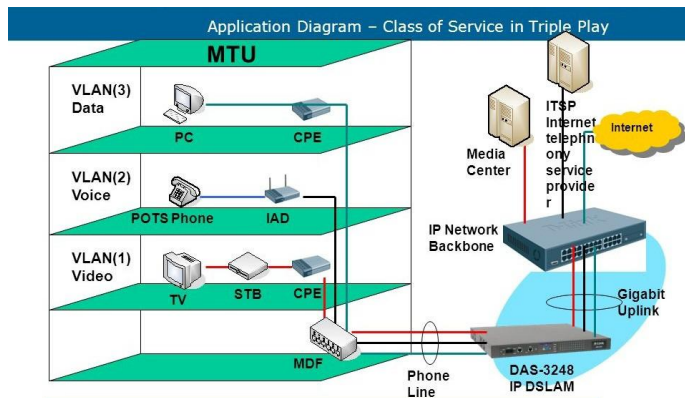 Application Diagram – Class of Service in Triple Play
MTU
VLAN(3)
Data
PC
CPE
VLAN(2)
Voice
POTS Phone
IAD
VLAN(1)
Video
TV
STB
CPE
MDF
Phone
Line
Media
Center
ITSP
Internet
telephn
ony
service
provide
r
Internet
IP Network
Backbone
Gigabit
Uplink
DAS-3248
IP DSLAM